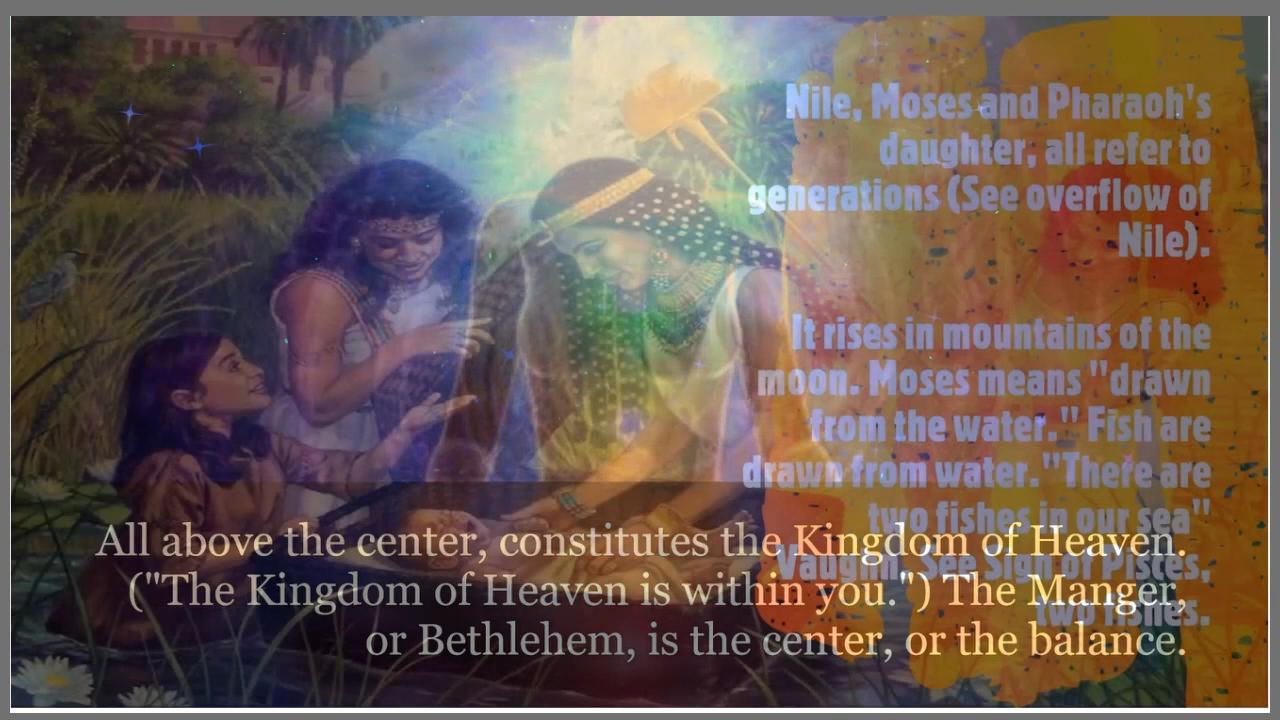 Nile, Moses and Pharaoh's
daughter, all refer to
generations (See overflow of
Nile).
It rises in mountains of the
moon. Moses means "drawn
from the water." Fish are
drawn from water. "There are
two fishes in our sea"
Vaughn. See Sign of Pisces,
two fishes.
All above the center, constitutes the Kingdom of Heaven.
("The Kingdom of Heaven is within you.") The Manger,
or Bethlehem, is the center, or the balance.